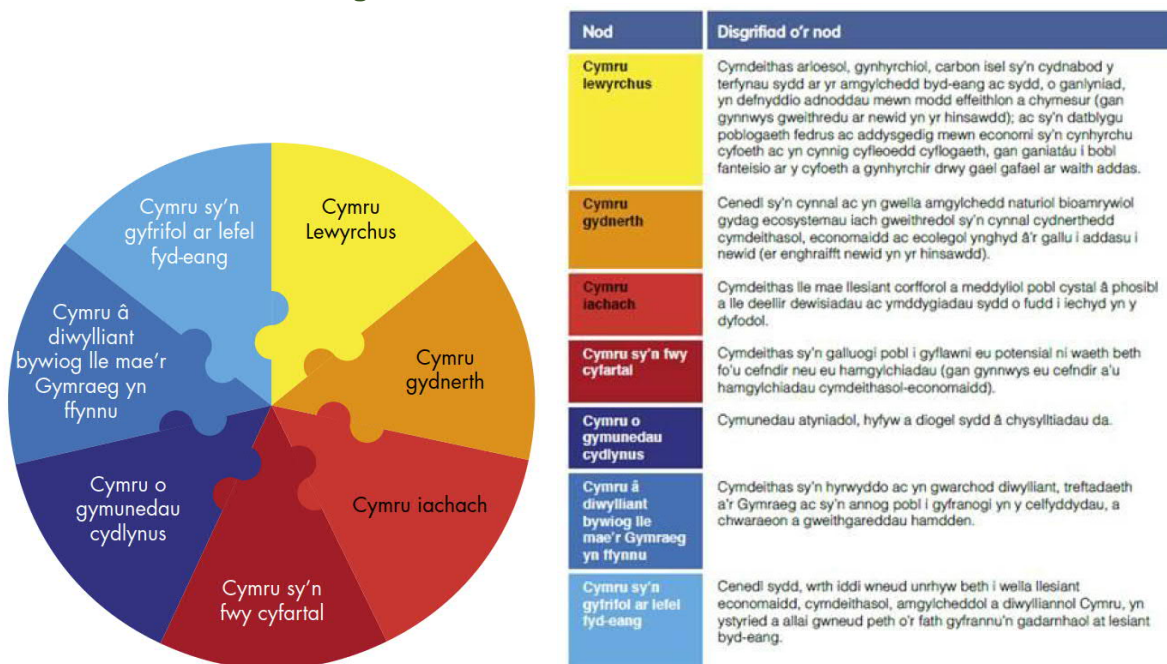 Cymru sy'n
gyfrifol ar lefel
fyd-eang
Cymru
Lewyrchus
Cymru â
diwylliant
bywiog lle mae'r
Gymraeg yn
ffynnu
Cymru
gydnerth
Cymru o
gymunedau
cydlynus
Cymru iachach
Cymru sy'n
fwy cyfartal
Nod
Disgrifiad o'r nod
Cymru
lewyrchus
Cymdeithas arloesol, gynhyrchiol, carbon isel sy'n cydnabod y
terfynau sydd ar yr amgylchedd byd-eang ac sydd, o ganlyniad,
yn defnyddio adnoddau mewn modd effeithlon a chymesur (gan
gynnwys gweithredu ar newid yn yr hinsawdd); ac sy'n datblygu
poblogaeth fedrus ac addysgedig mewn economi sy'n cynhyrchu
cyfoeth ac yn cynnig cyfleoedd cyflogaeth, gan ganiatáu i bobl
fanteisio ar y cyfoeth a gynhyrchir drwy gael gafael ar waith addas.
Cymru
gydnerth
Cenedl sy'n cynnal ac yn gwella amgylchedd naturiol bioamrywiol
gydag ecosystemau iach gweithredol sy'n cynnal cydnerthedd
cymdeithasol, economaidd ac ecolegol ynghyd â'r gallu i addasu i
newid (er enghraifft newid yn yr hinsawdd).
Cymru
iachach
Cymdeithas lle mae llesiant corfforol a meddyliol pobl cystal â phosibl
a lle deellir dewisiadau ac ymddygiadau sydd o fudd i iechyd yn y
dyfodol.
Cymru sy'n fwy
cyfartal
Cymdeithas sy'n galluogi pobl i gyflawni eu potensial ni waeth beth
fo'u cefndir neu eu hamgylchiadau (gan gynnwys eu cefndir a'u
hamgylchiadau cymdeithasol-economaidd).
Cymru o
gymunedau
cydlynus
Cymunedau atyniadol, hyfyw a diogel sydd â chysylltiadau da.
Cymru â
diwylliant
bywiog lle
mae'r Gymraeg
yn ffynnu
Cymdeithas sy'n hyrwyddo ac yn gwarchod diwylliant, treftadaeth
a'r Gymraeg ac sy'n annog pobl i gyfranogi yn y celfyddydau, a
chwaraeon a gweithgareddau hamdden.
Cymru sy'n
gyfrifol ar lefel
fyd-eang
Cenedl sydd, wrth iddi wneud unrhyw beth i wella llesiant
economaidd, cymdeithasol, amgylcheddol a diwylliannol Cymru, yn
ystyried a allai gwneud peth o'r fath gyfrannu'n gadarnhaol at lesiant
byd-eang.